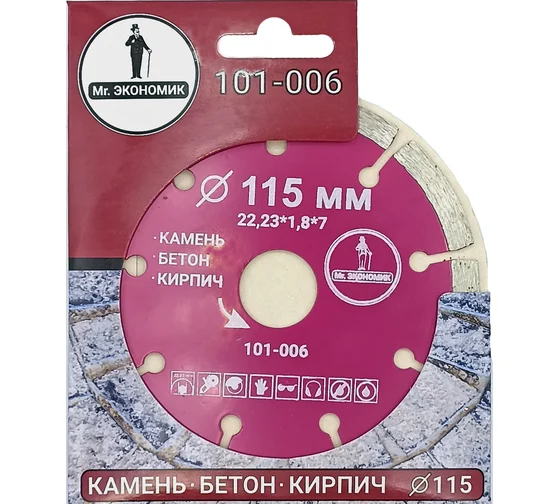 Mr. ЭКОНОМИК
101-006
Ø 115 мм
22,23*1,8*7
· КАМЕНЬ
· БЕТОН
· КИРПИЧ
Mr. ЭКОНОМИК
101-006
КАМЕНЬ · БЕТОН · КИРПИЧ Ø115